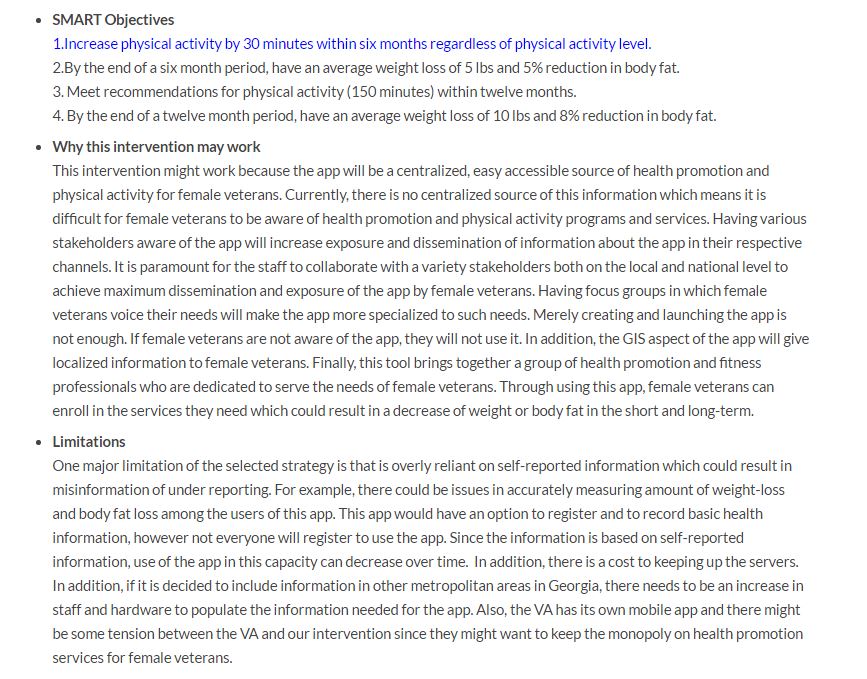 SMART Objectives
1.Increase physical activity by 30 minutes within six months regardless of physical activity level.
2.By the end of a six month period, have an average weight loss of 5 lbs and 5% reduction in body fat.
3. Meet recommendations for physical activity (150 minutes) within twelve months.
4. By the end of a twelve month period, have an average weight loss of 10 lbs and 8% reduction in body fat.
Why this intervention may work
This intervention might work because the app will be a centralized, easy accessible source of health promotion and
physical activity for female veterans. Currently, there is no centralized source of this information which means it is
difficult for female veterans to be aware of health promotion and physical activity programs and services. Having various
stakeholders aware of the app will increase exposure and dissemination of information about the app in their respective
channels. It is paramount for the staff to collaborate with a variety stakeholders both on the local and national level to
achieve maximum dissemination and exposure of the app by female veterans. Having focus groups in which female
veterans voice their needs will make the app more specialized to such needs. Merely creating and launching the app is
not enough. If female veterans are not aware of the app, they will not use it. In addition, the GIS aspect of the app will give
localized information to female veterans. Finally, this tool brings together a group of health promotion and fitness
professionals who are dedicated to serve the needs of female veterans. Through using this app, female veterans can
enroll in the services they need which could result in a decrease of weight or body fat in the short and long-term.
Limitations
One major limitation of the selected strategy is that is overly reliant on self-reported information which could result in
misinformation of under reporting. For example, there could be issues in accurately measuring amount of weight-loss
and body fat loss among the users of this app. This app would have an option to register and to record basic health
information, however not everyone will register to use the app. Since the information is based on self-reported
information, use of the app in this capacity can decrease over time. In addition, there is a cost to keeping up the servers.
In addition, if it is decided to include information in other metropolitan areas in Georgia, there needs to be an increase in
staff and hardware to populate the information needed for the app. Also, the VA has its own mobile app and there might
be some tension between the VA and our intervention since they might want to keep the monopoly on health promotion
services for female veterans.